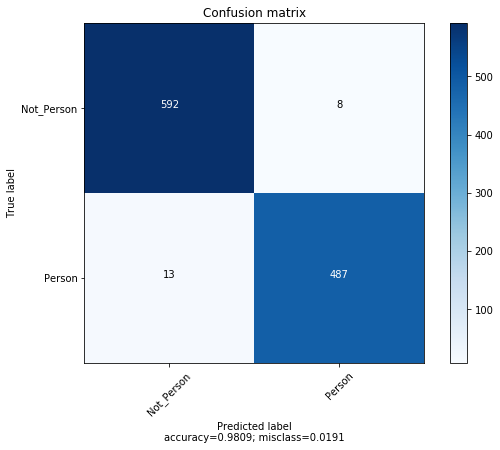 Confusion matrix
True label
Not_Person
592
8
Person
13
487
Not_Person
Person
Predicted label
accuracy=0.9809; misclass=0.0191
500
400
300
200
100